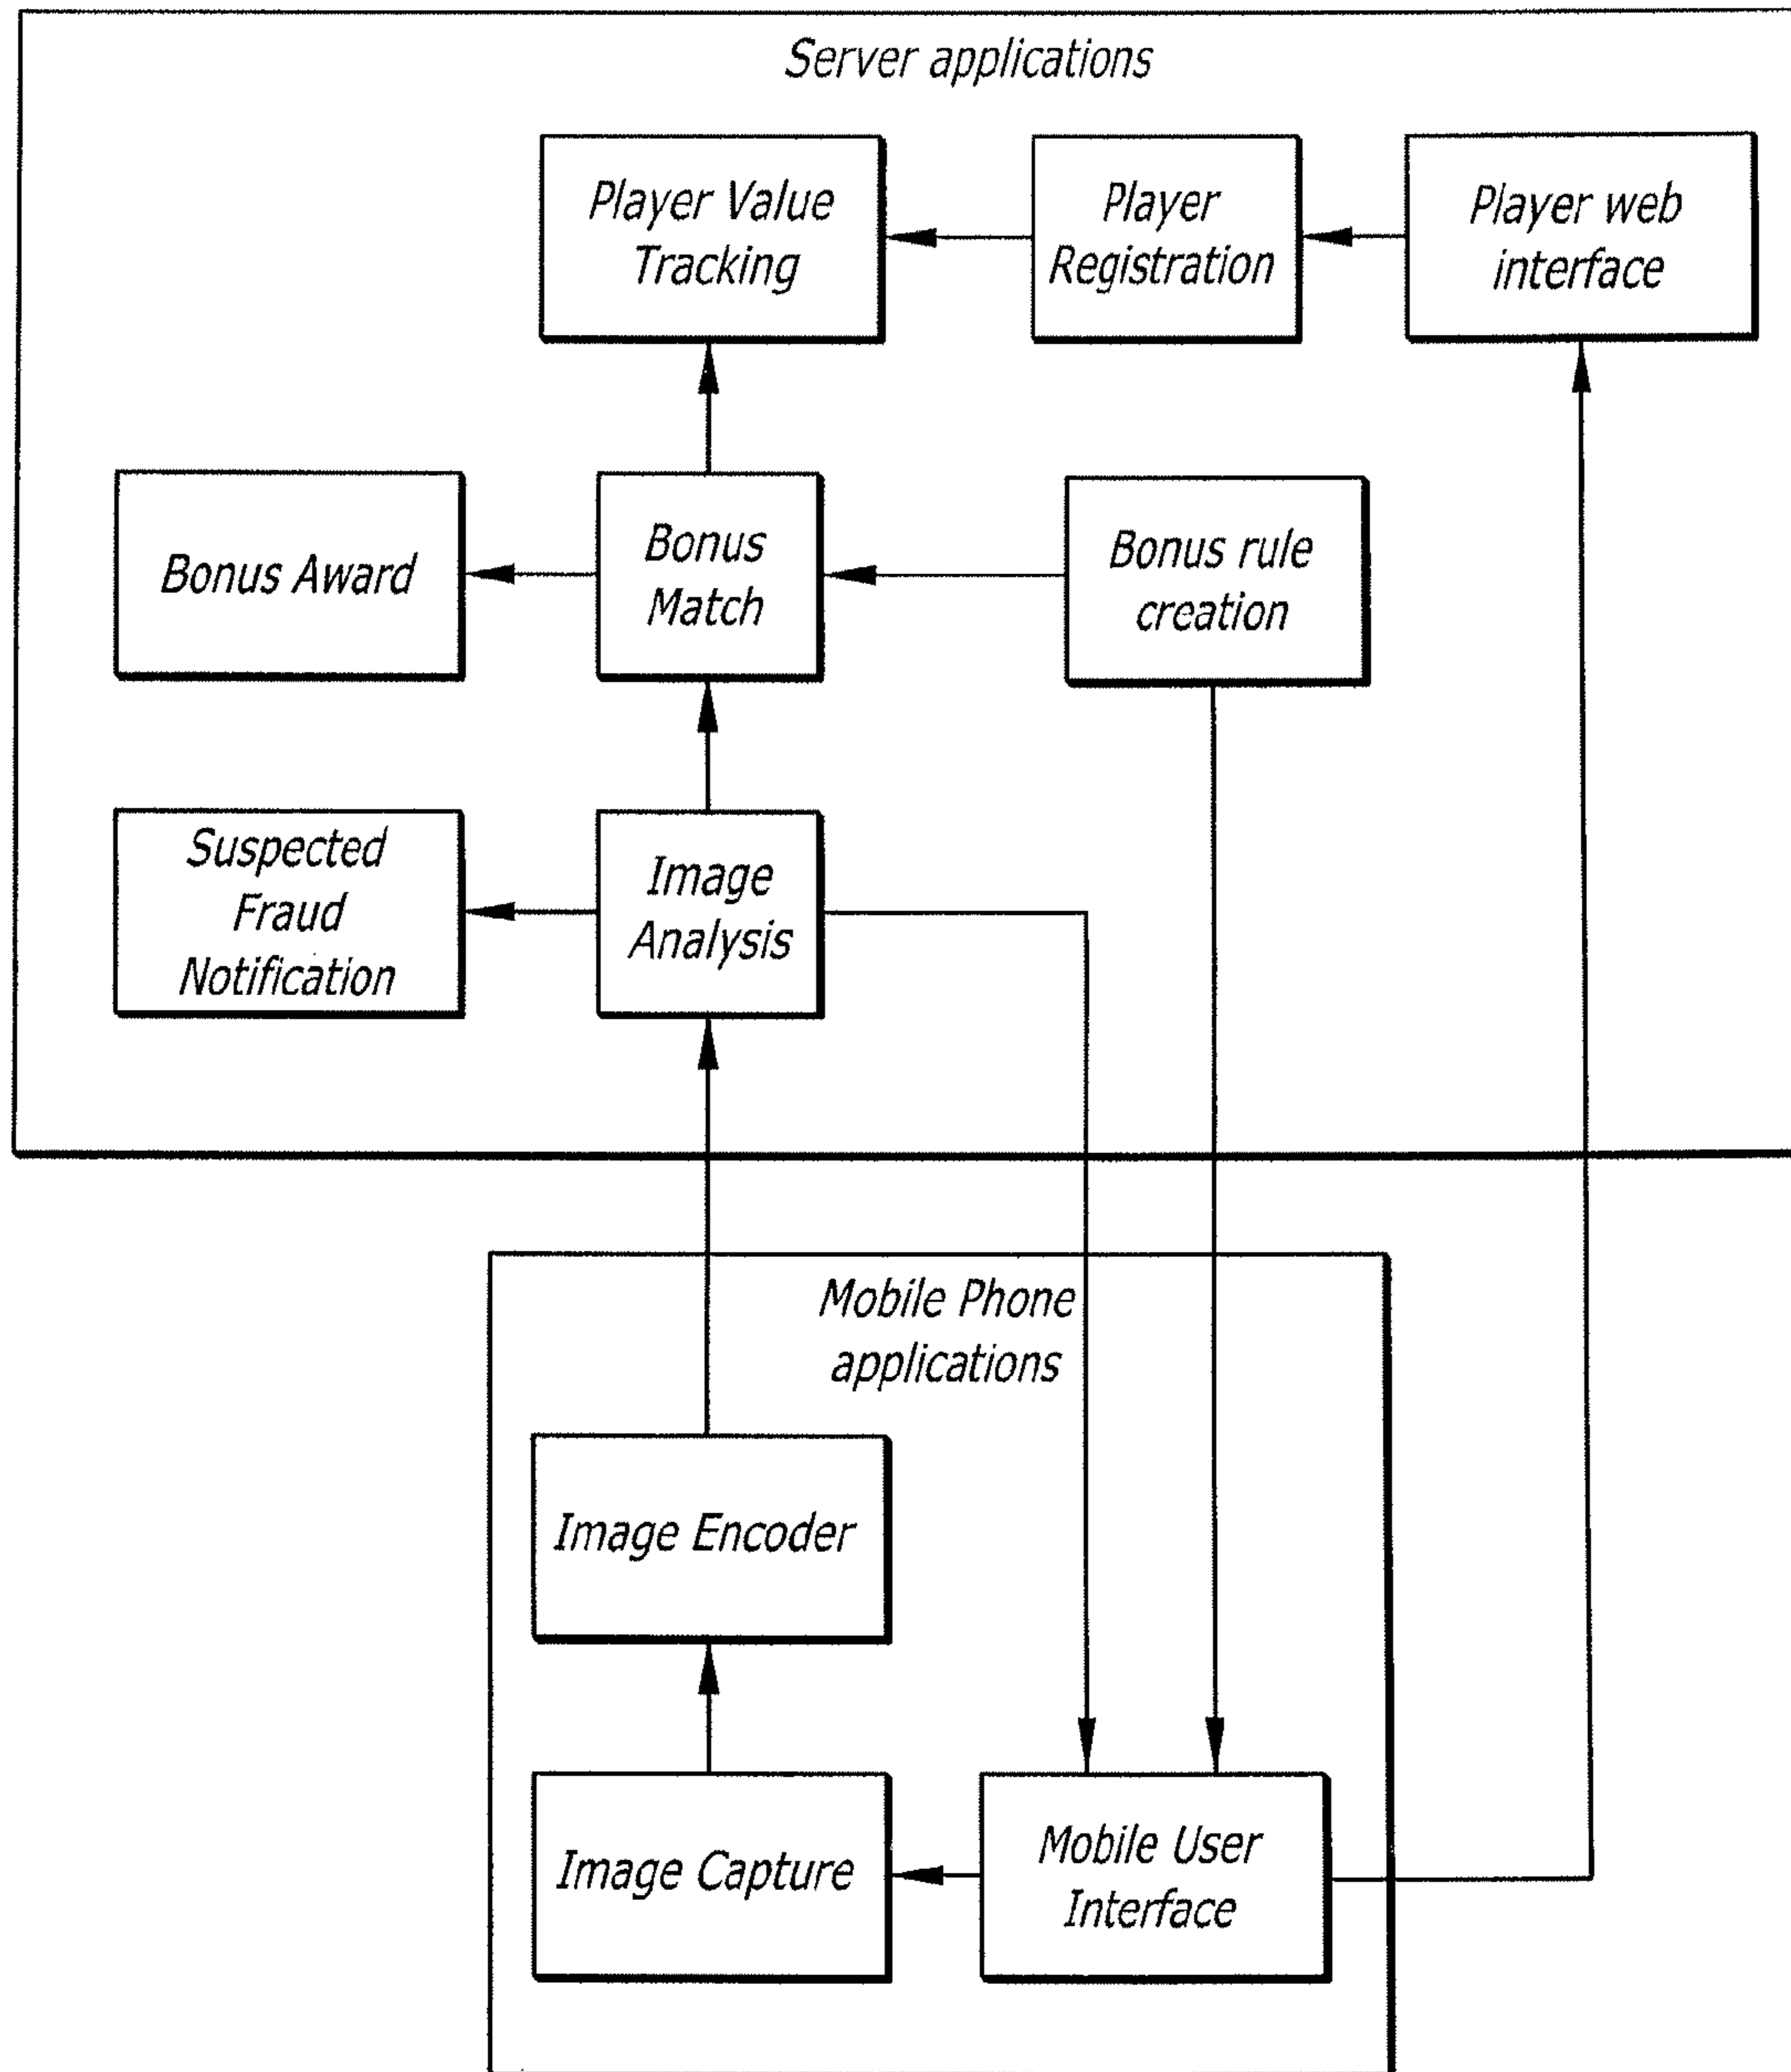 Server applications
Player Value
Tracking
Player
Registration
Player web
interface
Bonus Award
Bonus
Match
Bonus rule
creation
Suspected
Fraud
Notification
Image
Analysis
Mobile Phone
applications
Image Encoder
Image Capture
Mobile User
Interface